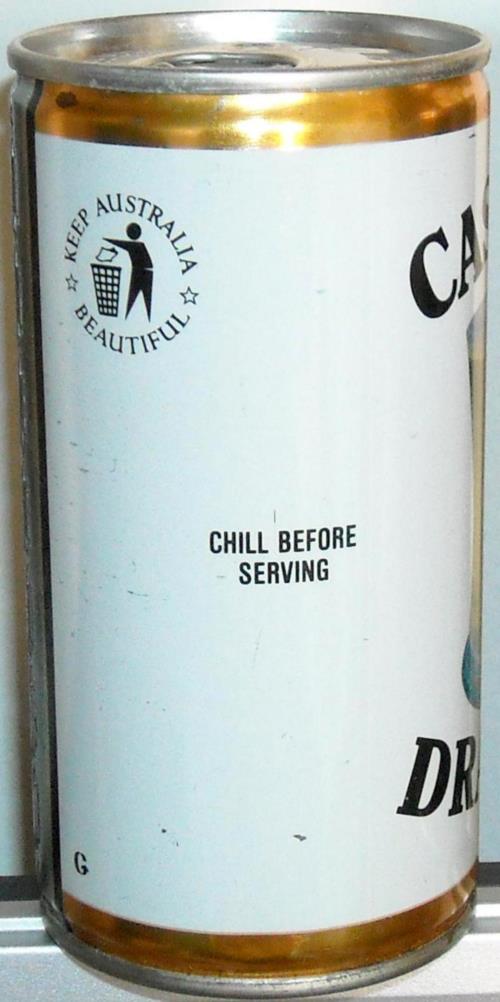 KEEP AUSTRALIA
BEAUTIFUL
CHILL BEFORE
SERVING
G